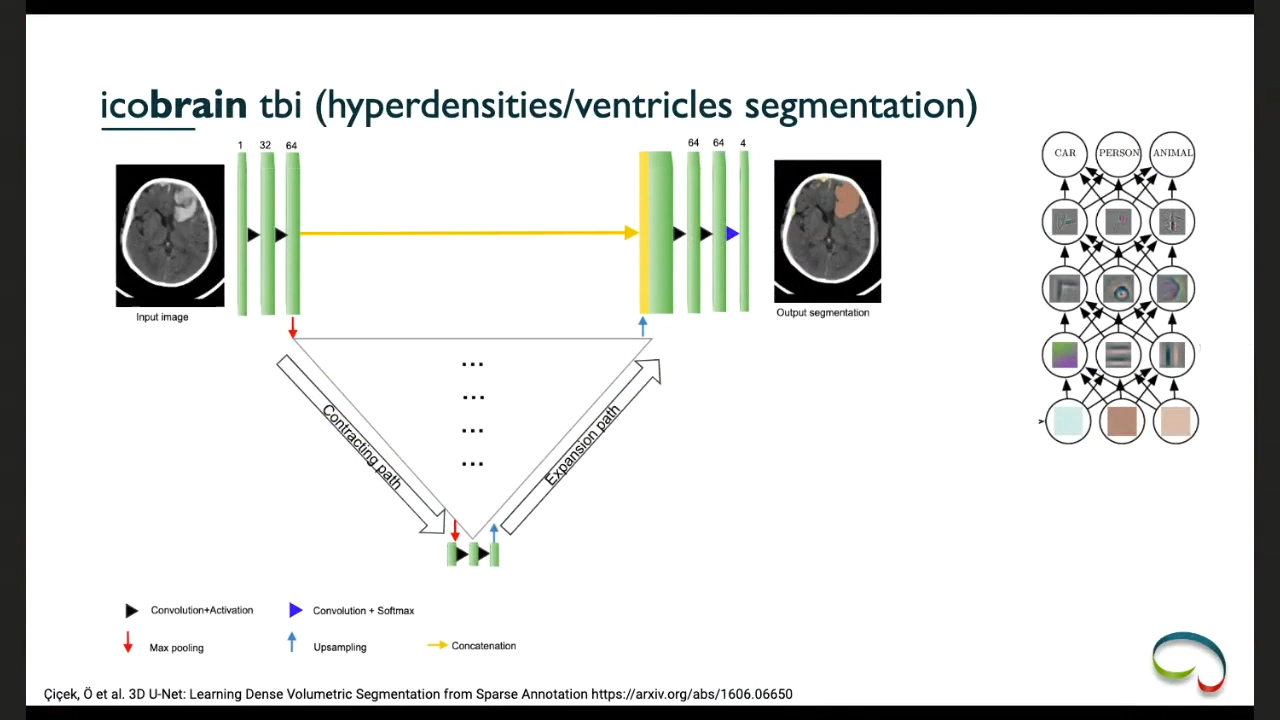 icobrain tbi (hyperdensities/ventricles segmentation)
1 32 64
64 64 4
CAR PERSON ANIMAL
Input image
Output segmentation
...
...
...
...
Contracting path
Expansion path
Convolution+Activation
Convolution + Softmax
Max pooling
Upsampling
Concatenation
Çiçek, Ö et al. 3D U-Net: Learning Dense Volumetric Segmentation from Sparse Annotation https://arxiv.org/abs/1606.06650